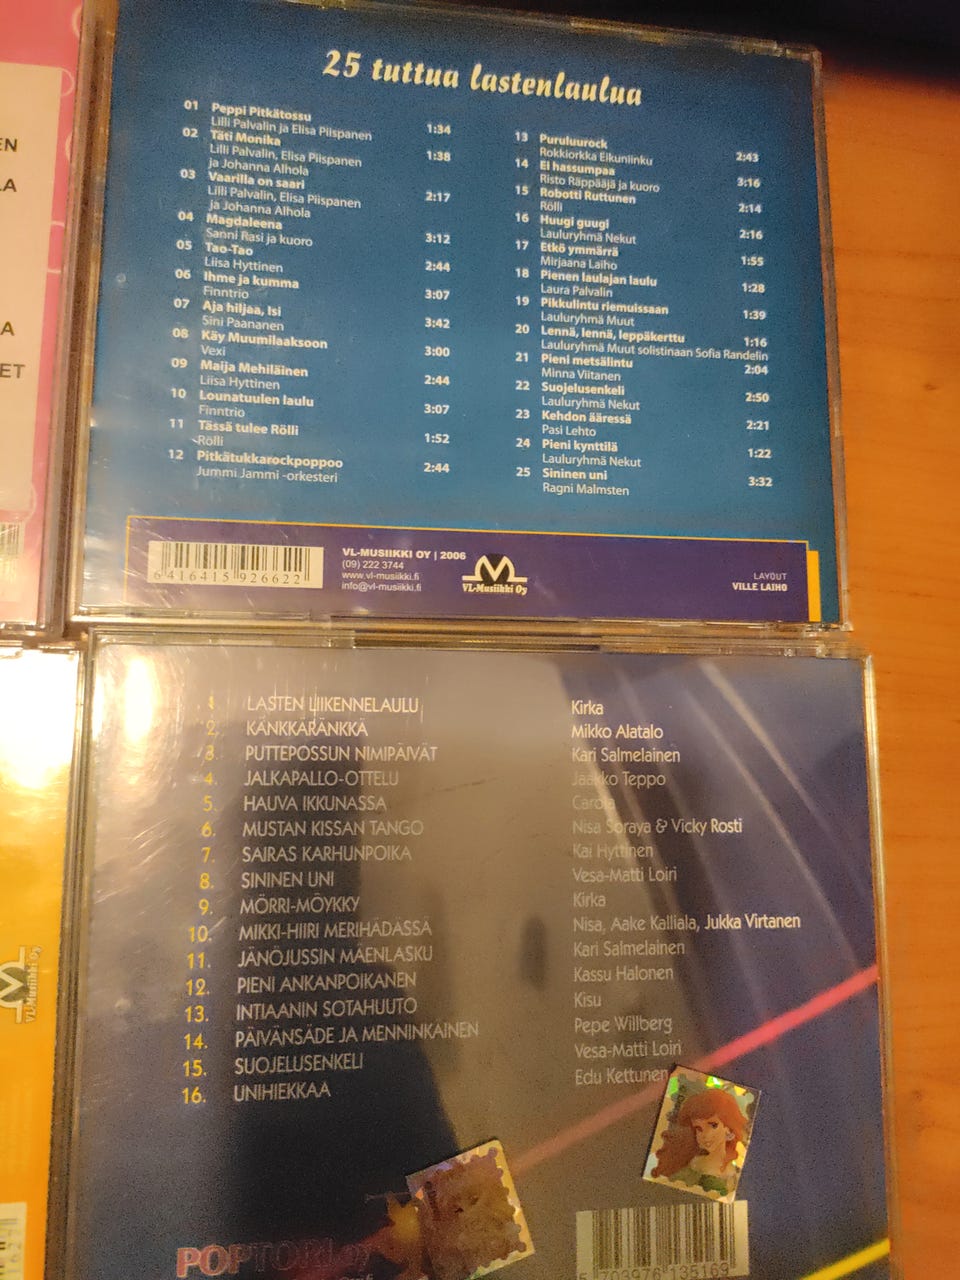 EN
LA
A
ET
25 tuttua lastenlaulua
01 Peppi Pitkätossu
Lilli Palvalin ja Elisa Piispanen 1:34
02 Täti Monika
Lilli Palvalin, Elisa Piispanen 1:38
ja Johanna Alhola
03 Vaarilla on saari
Lilli Palvalin, Elisa Piispanen 2:17
ja Johanna Alhola
04 Magdaleena
Sanni Rasi ja kuoro 3:12
05 Tao-Tao
Liisa Hyttinen 2:44
06 Ihme ja kumma
Finntrio 3:07
07 Aja hiljaa, Isi
Sini Paananen 3:42
08 Käy Muumilaaksoon
Vexi 3:00
09 Maija Mehiläinen
Liisa Hyttinen 2:44
10 Lounatuulen laulu
Finntrio 3:07
11 Tässä tulee Rölli
Rölli 1:52
12 Pitkätukkarockpoppoo
Jummi Jammi -orkesteri 2:44
13 Puruluurock
Rokkiorkka Eikunlinku 2:43
14 Ei hassumpaa
Risto Räppääjä ja kuoro 3:16
15 Robotti Ruttunen
Rölli 2:14
16 Huugi guugi
Lauluryhmä Nekut 2:16
17 Etkö ymmärrä
Mirjaana Laiho 1:55
18 Pienen laulajan laulu
Laura Palvalin 1:28
19 Pikkulintu riemuissaan
Lauluryhmä Muut 1:39
20 Lennä, lennä, leppäkerttu 1:16
Lauluryhmä Muut solistinaan Sofia Randelin
21 Pieni metsälintu 2:04
Minna Viitanen
22 Suojelusenkeli
Lauluryhmä Nekut 2:50
23 Kehdon ääressä
Pasi Lehto 2:21
24 Pieni kynttilä
Lauluryhmä Nekut 1:22
25 Sininen uni
Ragni Malmsten 3:32
6 416415 926622
VL-MUSIIKKI OY | 2006
(09) 222 3744
www.vl-musiikki.fi
info@vl-musiikki.fi
VL-Musiikki Oy
LAYOUT
VILLE LAIHO
1. LASTEN LIIKENNELAULU Kirka
2. KÄNKKÄRÄNKKÄ Mikko Alatalo
3. PUTTEPOSSUN NIMIPÄIVÄT Kari Salmelainen
4. JALKAPALLO-OTTELU Jaakko Teppo
5. HAUVA IKKUNASSA Carola
6. MUSTAN KISSAN TANGO Nisa Soraya & Vicky Rosti
7. SAIRAS KARHUNPOIKA Kai Hyttinen
8. SININEN UNI Vesa-Matti Loiri
9. MÖRRI-MÖYKKY Kirka
10. MIKKI-HIIRI MERIHÄDÄSSÄ Nisa, Aake Kalliala, Jukka Virtanen
11. JÄNÖJUSSIN MÄENLASKU Kari Salmelainen
12. PIENI ANKANPOIKANEN Kassu Halonen
13. INTIAANIN SOTAHUUTO Kisu
14. PÄIVÄNSÄDE JA MENNINKÄINEN Pepe Willberg
15. SUOJELUSENKELI Vesa-Matti Loiri
16. UNIHIEKKAA Edu Kettunen
VL-Musiikki Oy
POPTORI
5 703976 135163